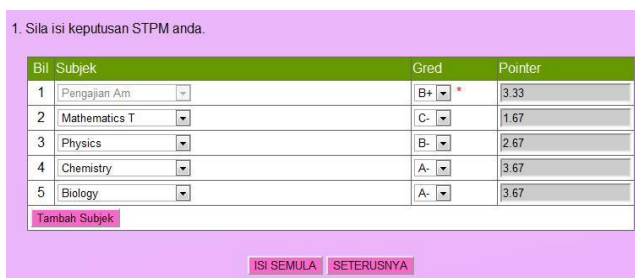 1. Sila isi keputusan STPM anda.
Bil Subjek Gred Pointer
1 Pengajian Am B+ * 3.33
2 Mathematics T C- 1.67
3 Physics B- 2.67
4 Chemistry A- 3.67
5 Biology A- 3.67
Tambah Subjek
ISI SEMULA SETERUSNYA